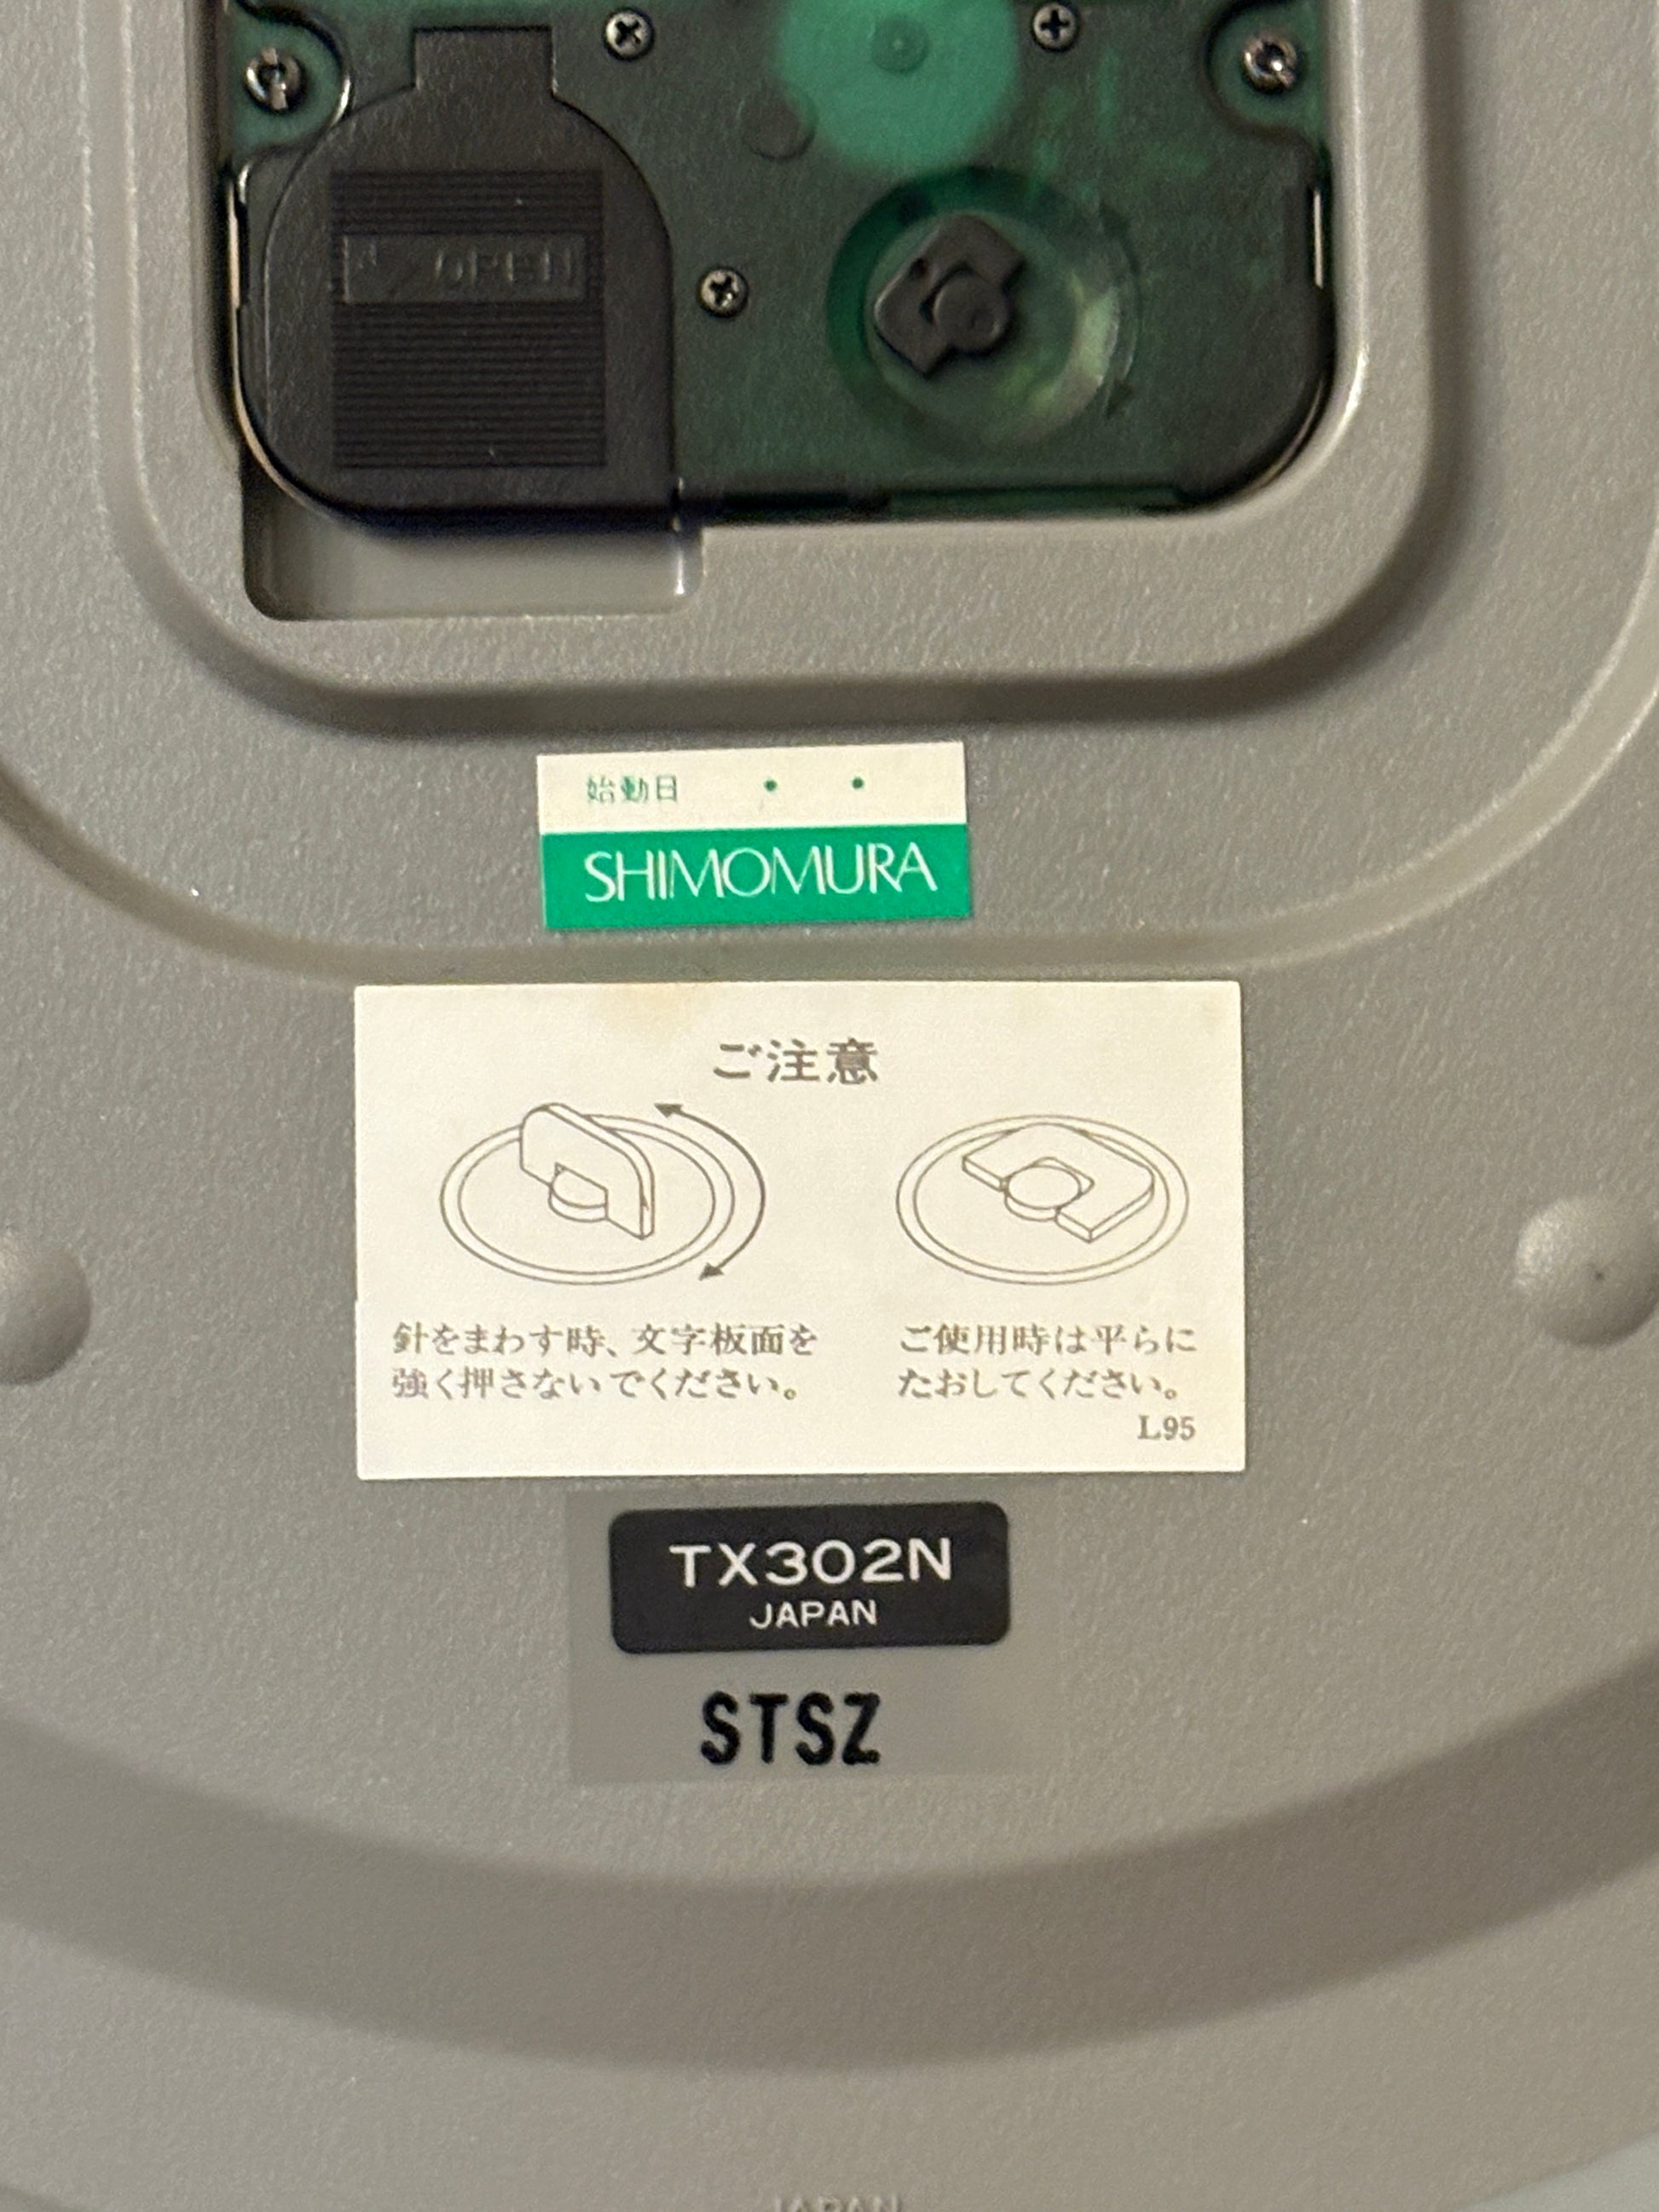 OPEN
始動日 • •
SHIMOMURA
ご注意
針をまわす時、文字板面を
強く押さないでください。
ご使用時は平らに
たおしてください。
L95
TX302N
JAPAN
STSZ
JAPAN